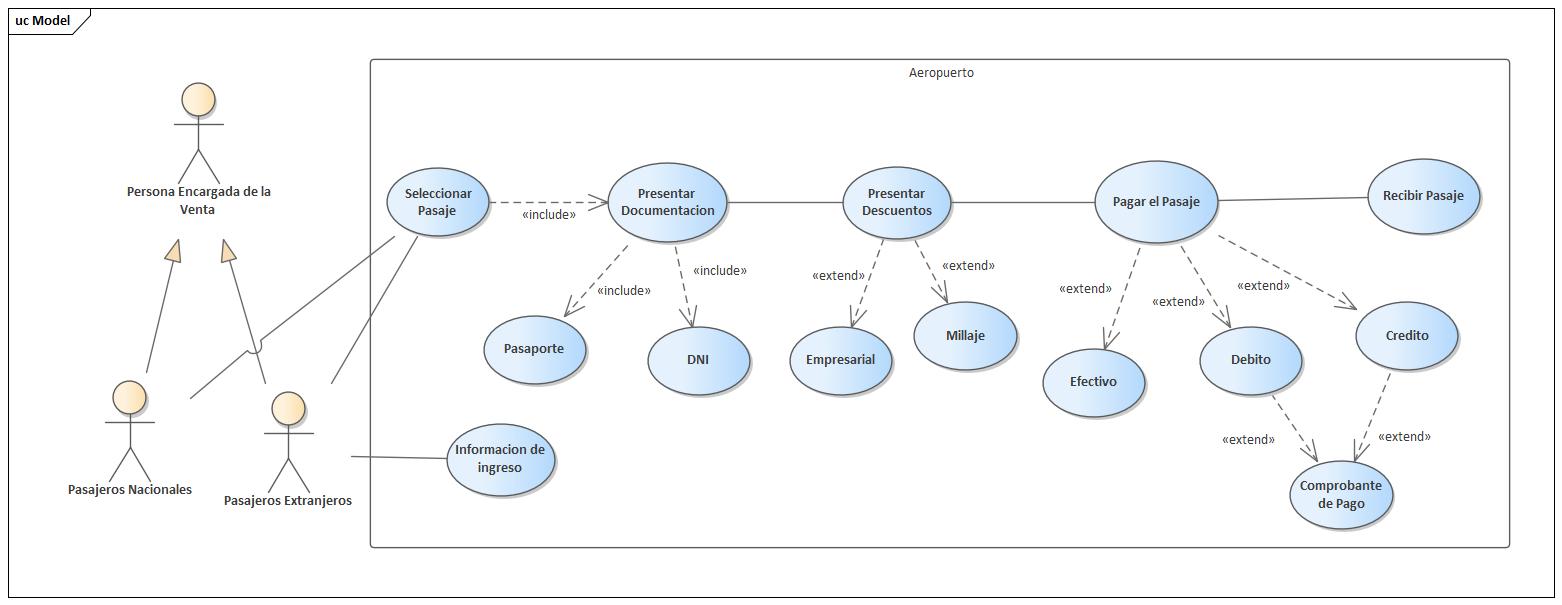 uc Model
Aeropuerto
Persona Encargada de la
Venta
Seleccionar
Pasaje
«include»
Presentar
Documentacion
Presentar
Descuentos
Pagar el Pasaje
Recibir Pasaje
«include»
«include»
«extend»
«extend»
«extend»
«extend»
«extend»
Pasaporte
DNI
Empresarial
Millaje
Efectivo
Debito
Credito
«extend»
«extend»
Informacion de
ingreso
Comprobante
de Pago
Pasajeros Nacionales
Pasajeros Extranjeros